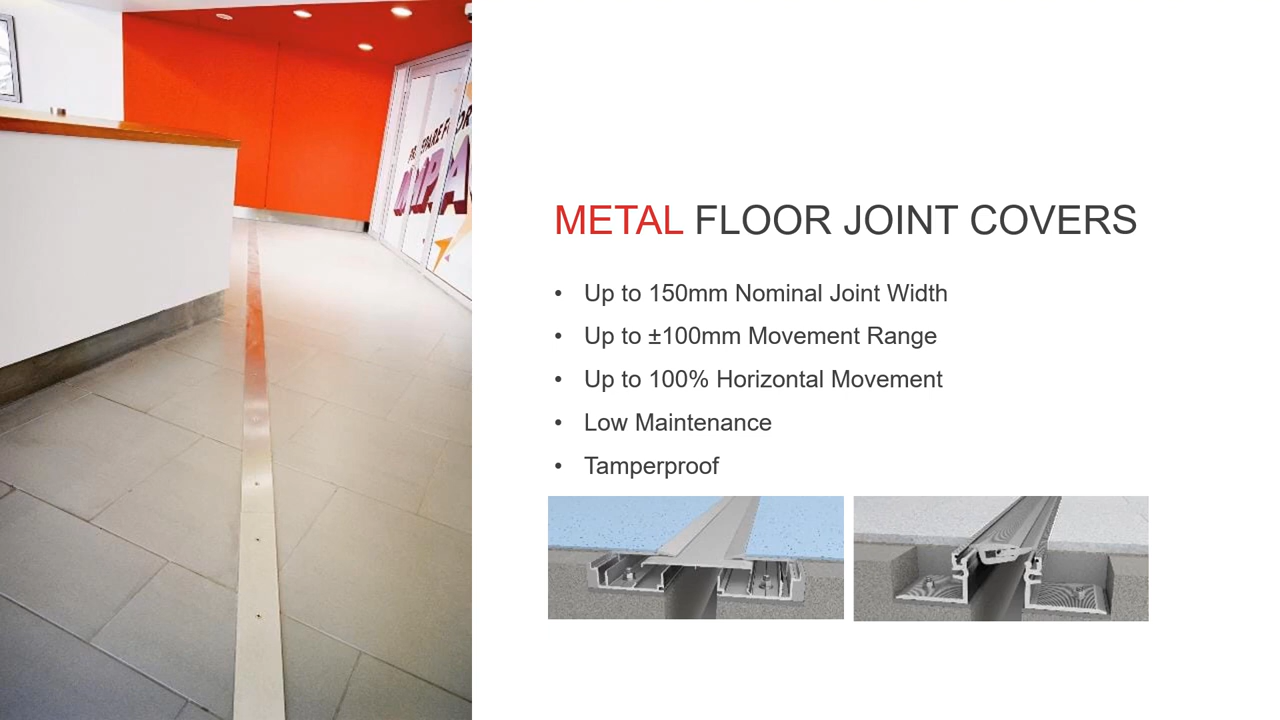 METAL FLOOR JOINT COVERS
• Up to 150mm Nominal Joint Width
• Up to ±100mm Movement Range
• Up to 100% Horizontal Movement
• Low Maintenance
• Tamperproof